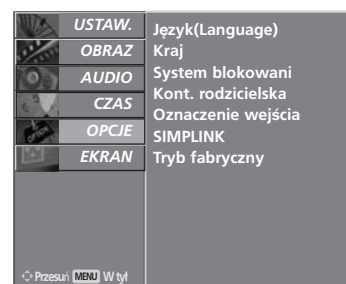 USTAW.
OBRAZ
AUDIO
CZAS
OPCJE
EKRAN
Język(Language)
Kraj
System blokowani
Kont. rodzicielska
Oznaczenie wejścia
SIMPLINK
Tryb fabryczny
Przesuń MENU W tył